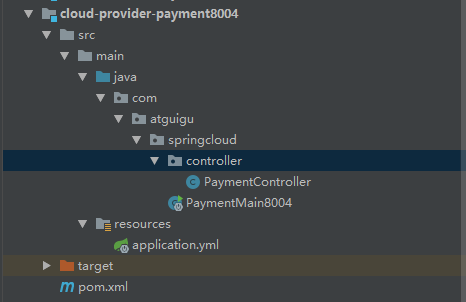 cloud-provider-payment8004
src
main
java
com
atguigu
springcloud
controller
PaymentController
PaymentMain8004
resources
application.yml
target
pom.xml